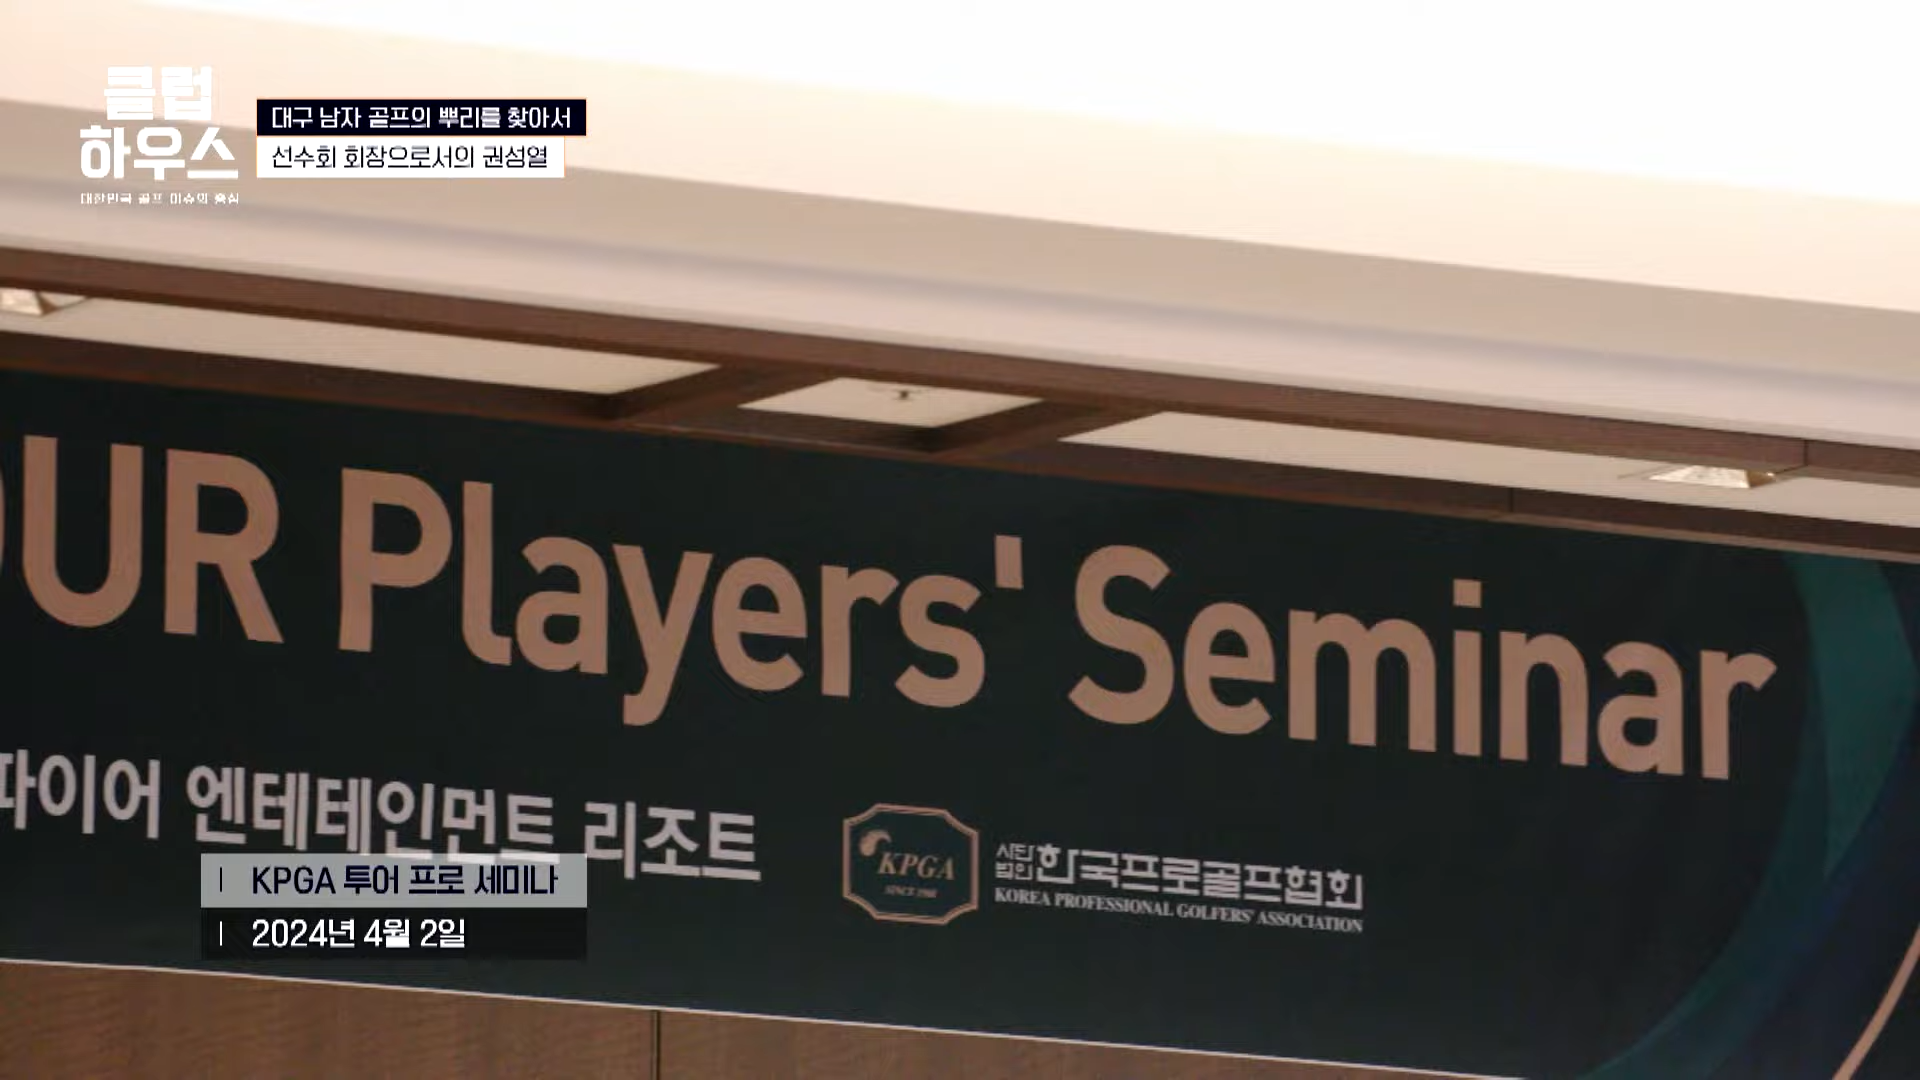 클럽
하우스
대한민국 골프 이슈의 중심
대구 남자 골프의 뿌리를 찾아서
선수회 회장으로서의 권성열
OUR Players' Seminar
파이어 엔테테인먼트 리조트
KPGA
SINCE 1968
사단법인 한국프로골프협회
KOREA PROFESSIONAL GOLFERS' ASSOCIATION
KPGA 투어 프로 세미나
2024년 4월 2일